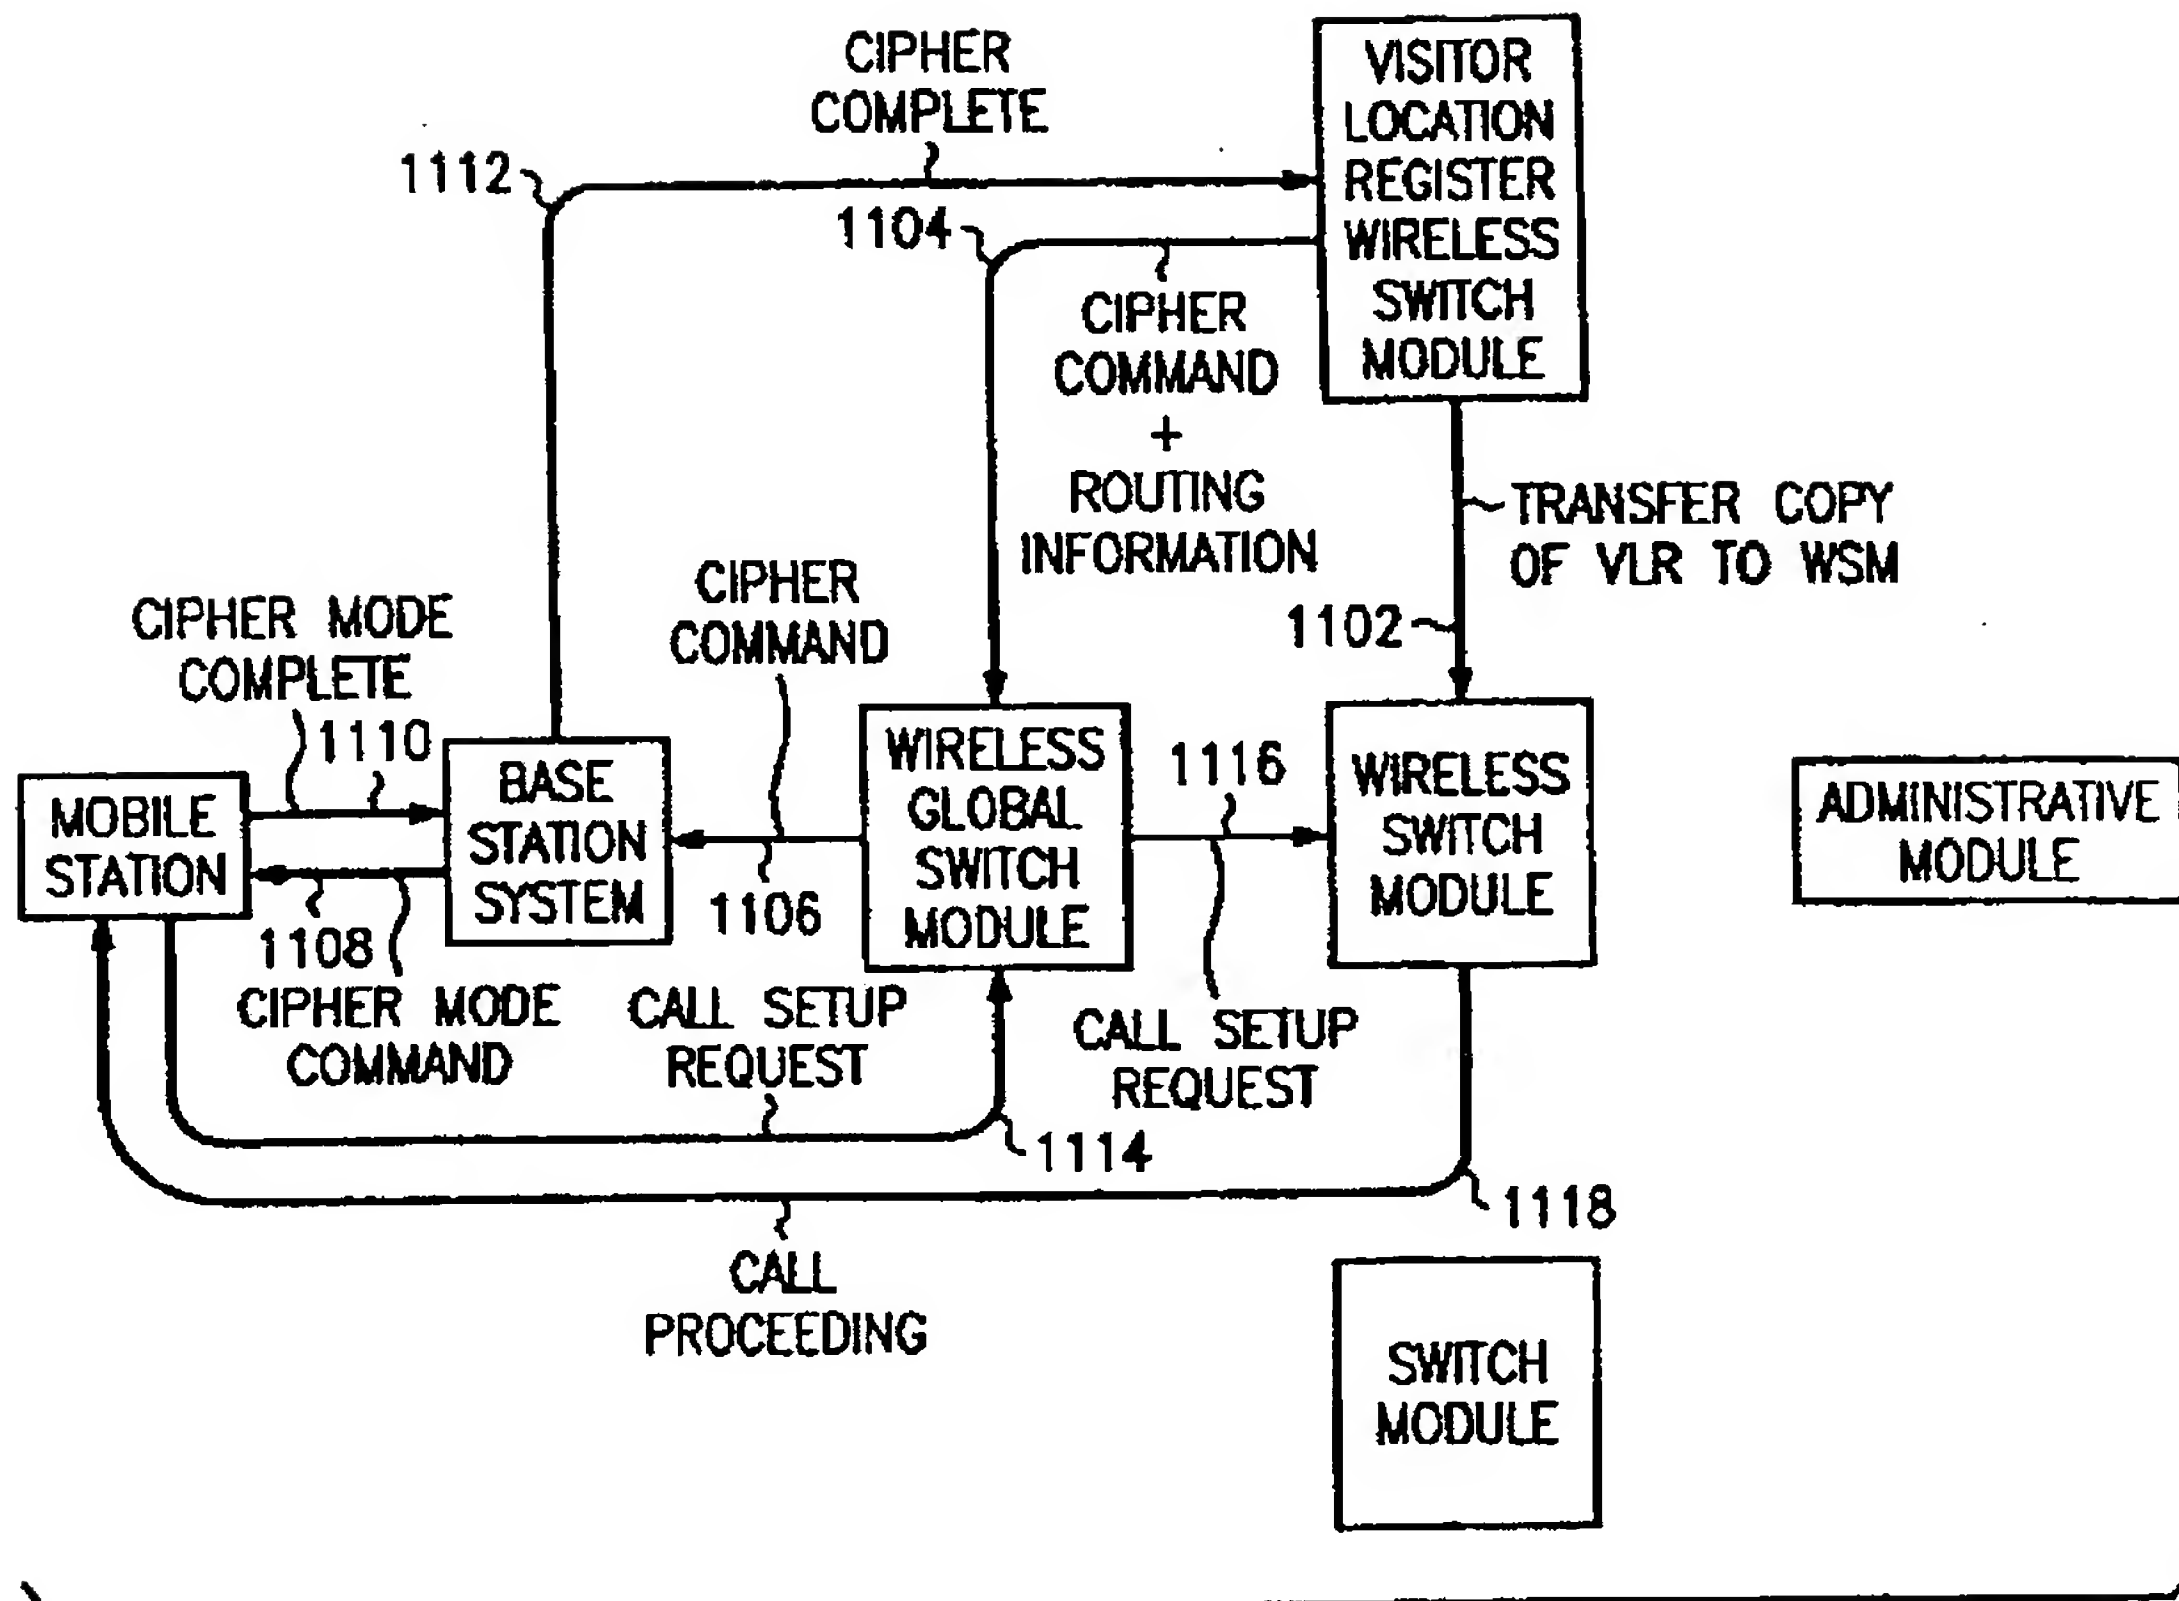 CIPHER
COMPLETE
VISITOR
LOCATION
REGISTER
WIRELESS
SWITCH
MODULE
1112
1104
CIPHER
COMMAND
+
ROUTING
INFORMATION
TRANSFER COPY
OF VLR TO WSM
1102
CIPHER
COMMAND
CIPHER MODE
COMPLETE
1110
MOBILE
STATION
BASE
STATION
SYSTEM
WIRELESS
GLOBAL
SWITCH
MODULE
1116
WIRELESS
SWITCH
MODULE
ADMINISTRATIVE
MODULE
1106
1108
CIPHER MODE
COMMAND
CALL SETUP
REQUEST
CALL SETUP
REQUEST
1114
1118
CALL
PROCEEDING
SWITCH
MODULE